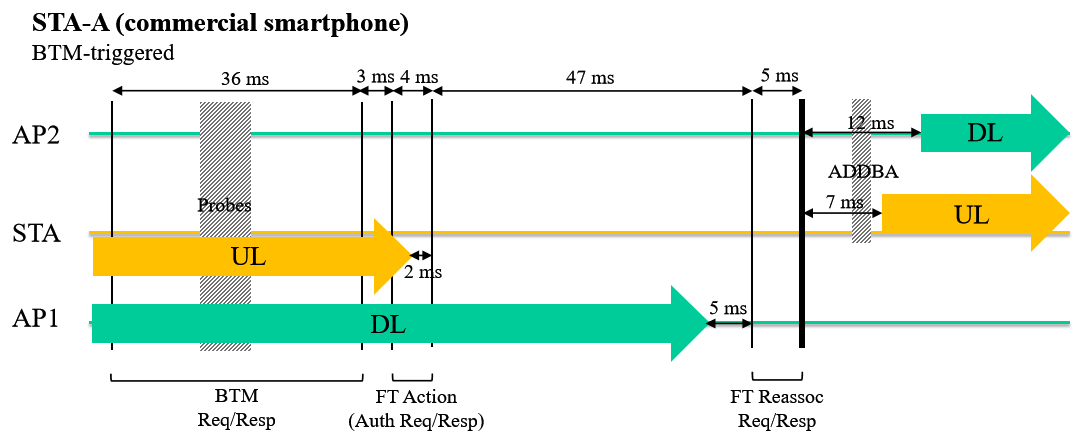 STA-A (commercial smartphone)
BTM-triggered
36 ms
3 ms
4 ms
47 ms
5 ms
AP2
12 ms
DL
ADDBA
Probes
7 ms
UL
STA
UL
2 ms
AP1
DL
5 ms
BTM
Req/Resp
FT Action
(Auth Req/Resp)
FT Reassoc
Req/Resp